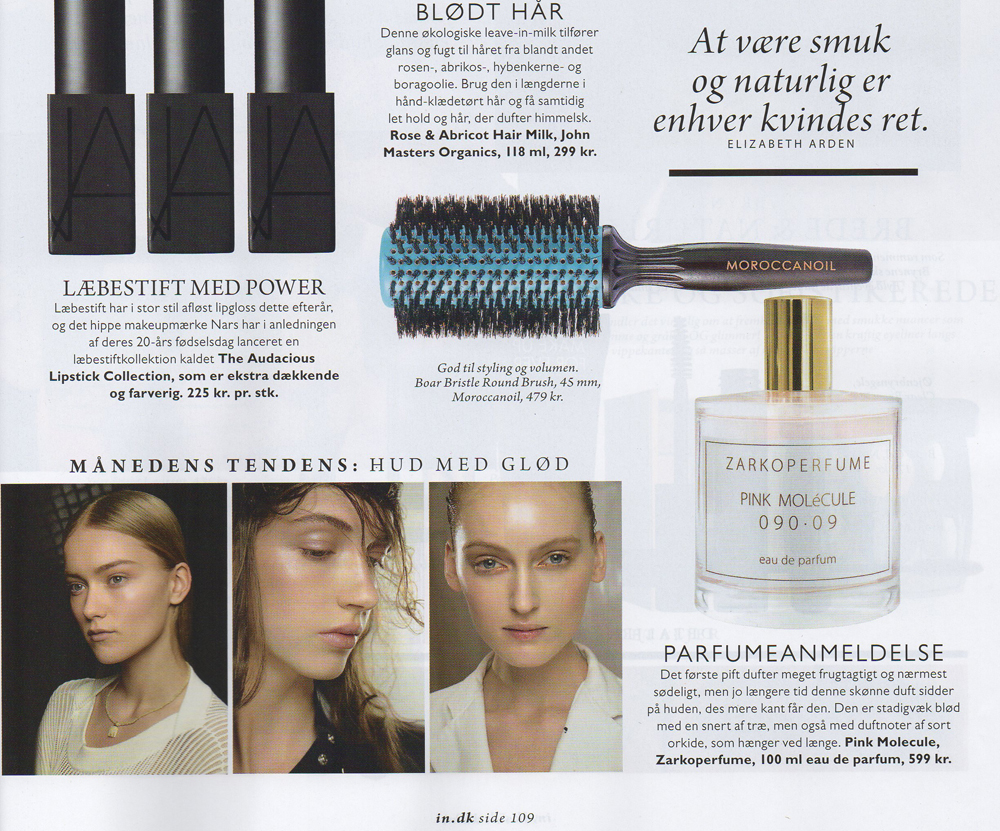 BLØDT HÅR
Denne økologiske leave-in-milk tilfører
glans og fugt til håret fra blandt andet
rosen-, abrikos-, hybenkerne- og
boragoolie. Brug den i længderne i
hånd-klædetørt hår og få samtidig
let hold og hår, der dufter himmelsk.
Rose & Abricot Hair Milk, John
Masters Organics, 118 ml, 299 kr.
At være smuk
og naturlig er
enhver kvindes ret.
ELIZABETH ARDEN
LÆBESTIFT MED POWER
Læbestift har i stor stil afløst lipgloss dette efterår,
og det hippe makeupmærke Nars har i anledningen
af deres 20-års fødselsdag lanceret en
læbestiftkollektion kaldet The Audacious
Lipstick Collection, som er ekstra dækkende
og farverig. 225 kr. pr. stk.
MOROCCANOIL
God til styling og volumen.
Boar Bristle Round Brush, 45 mm,
Moroccanoil, 479 kr.
MÅNEDENS TENDENS: HUD MED GLØD
ZARKOPERFUME
PINK MOLéCULE
090·09
eau de parfum
PARFUMEANMELDELSE
Det første pift dufter meget frugtagtigt og nærmest
sødeligt, men jo længere tid denne skønne duft sidder
på huden, des mere kant får den. Den er stadigvæk blød
med en snert af træ, men også med duftnoter af sort
orkide, som hænger ved længe. Pink Molecule,
Zarkoperfume, 100 ml eau de parfum, 599 kr.
in.dk side 109